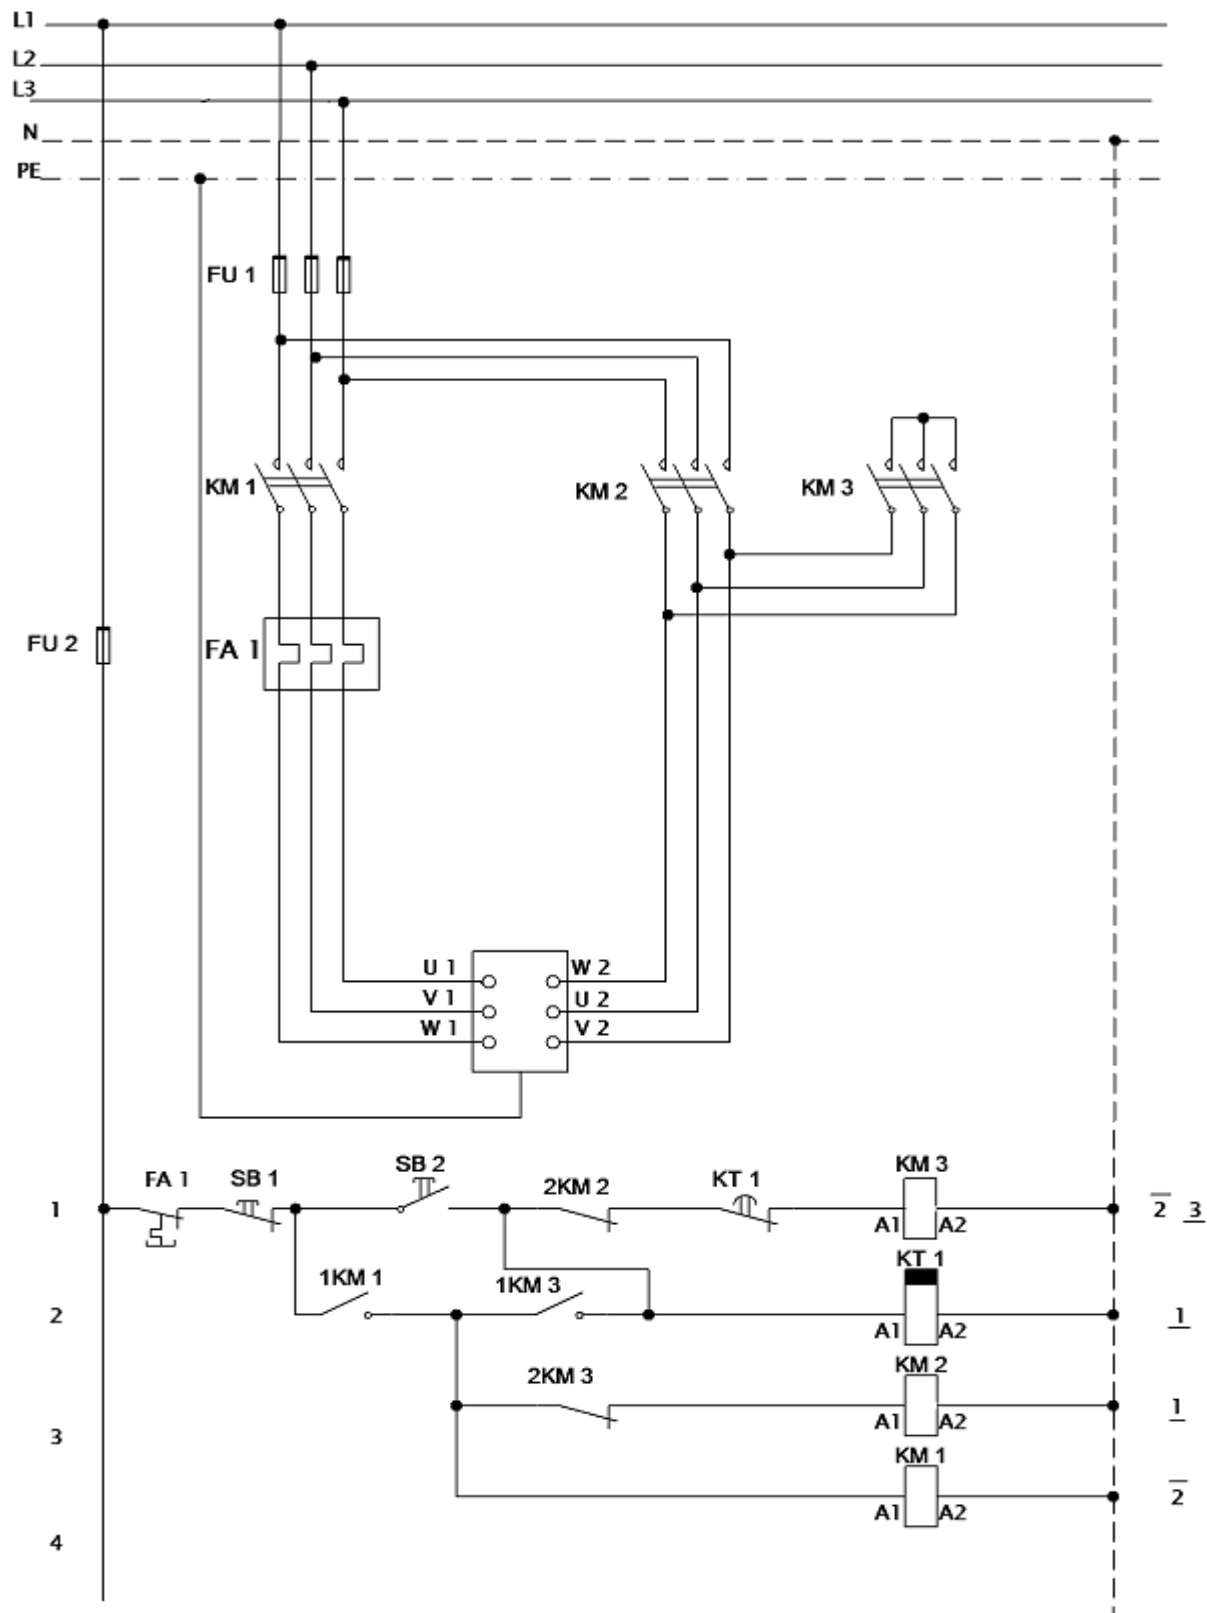 L1
L2
L3
N
PE
FU 1
KM 1
KM 2
KM 3
FU 2
FA 1
U 1
W 2
V 1
U 2
W 1
V 2
FA 1
SB 1
SB 2
2KM 2
KT 1
KM 3
1
A1
A2
2
3
1KM 1
1KM 3
KT 1
2
A1
A2
1
2KM 3
KM 2
3
A1
A2
1
KM 1
A1
A2
2
4